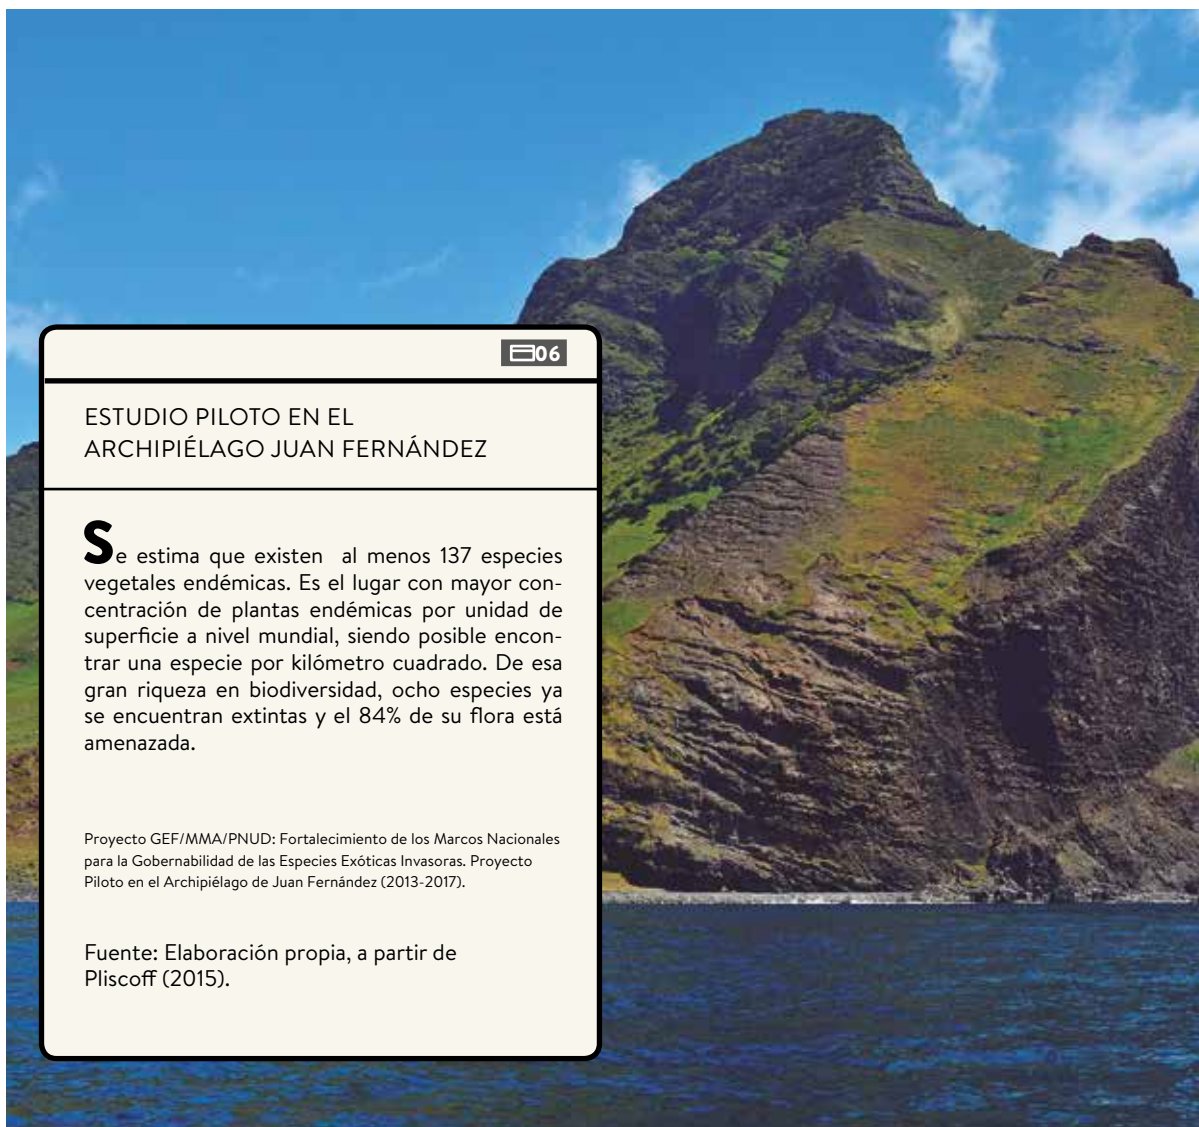 06
ESTUDIO PILOTO EN EL
ARCHIPIÉLAGO JUAN FERNÁNDEZ
Se estima que existen al menos 137 especies
vegetales endémicas. Es el lugar con mayor con-
centración de plantas endémicas por unidad de
superficie a nivel mundial, siendo posible encon-
trar una especie por kilómetro cuadrado. De esa
gran riqueza en biodiversidad, ocho especies ya
se encuentran extintas y el 84% de su flora está
amenazada.
Proyecto GEF/MMA/PNUD: Fortalecimiento de los Marcos Nacionales
para la Gobernabilidad de las Especies Exóticas Invasoras. Proyecto
Piloto en el Archipiélago de Juan Fernández (2013-2017).
Fuente: Elaboración propia, a partir de
Pliscoff (2015).